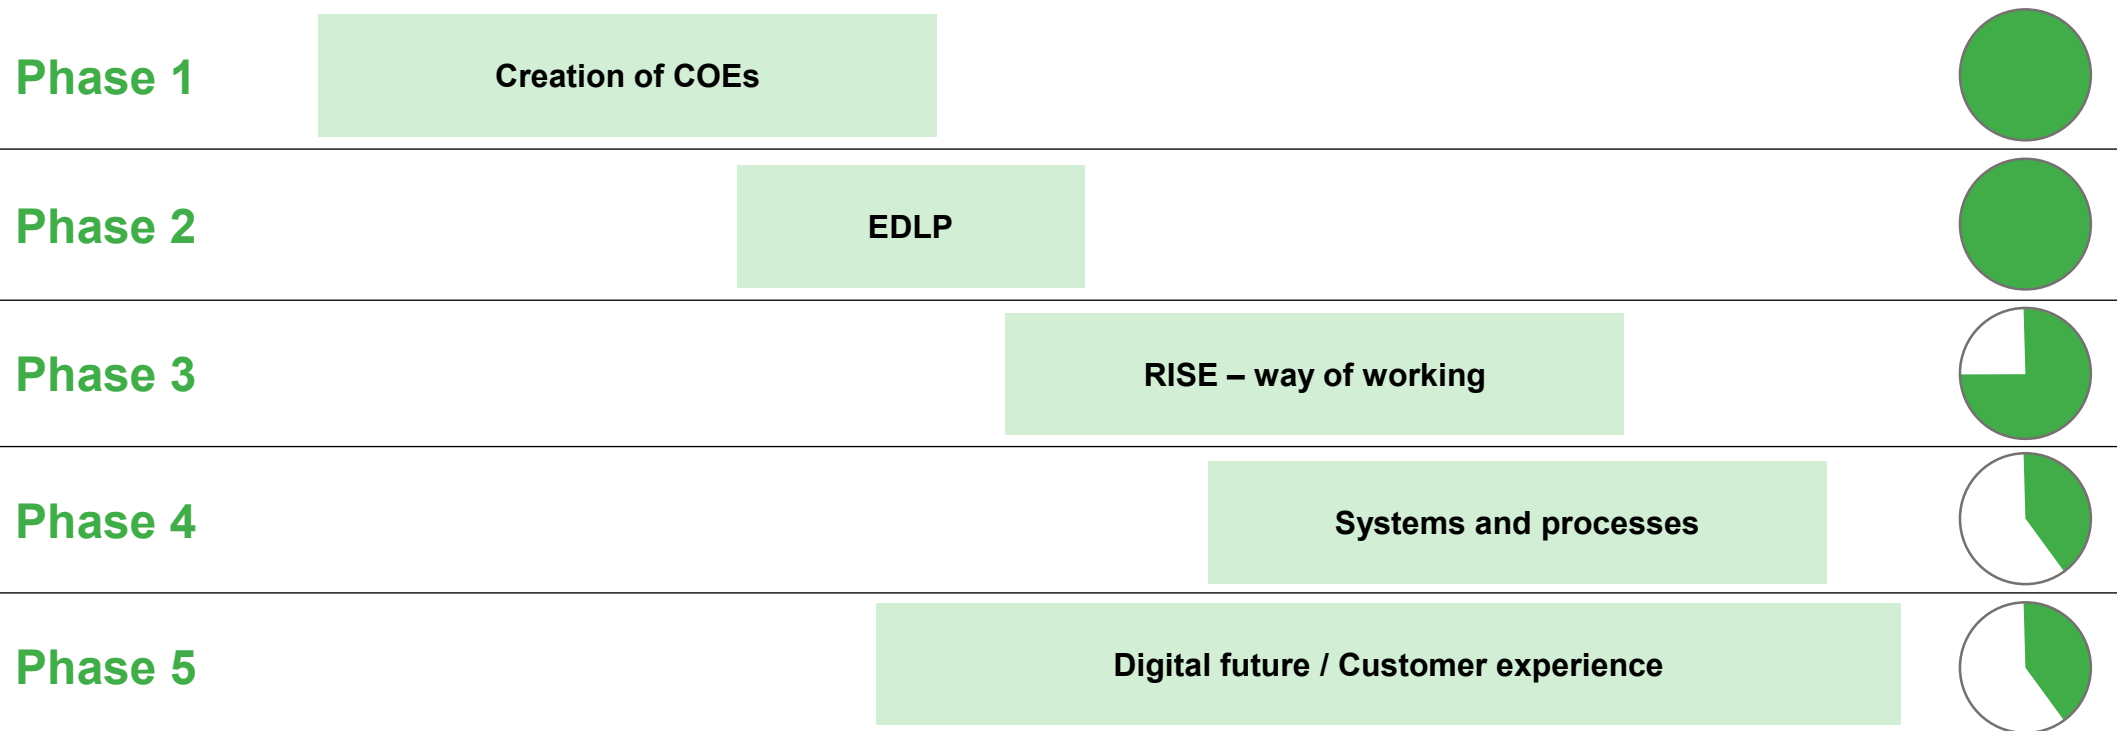 Phase 1
Creation of COEs
Phase 2
EDLP
Phase 3
RISE – way of working
Phase 4
Systems and processes
Phase 5
Digital future / Customer experience